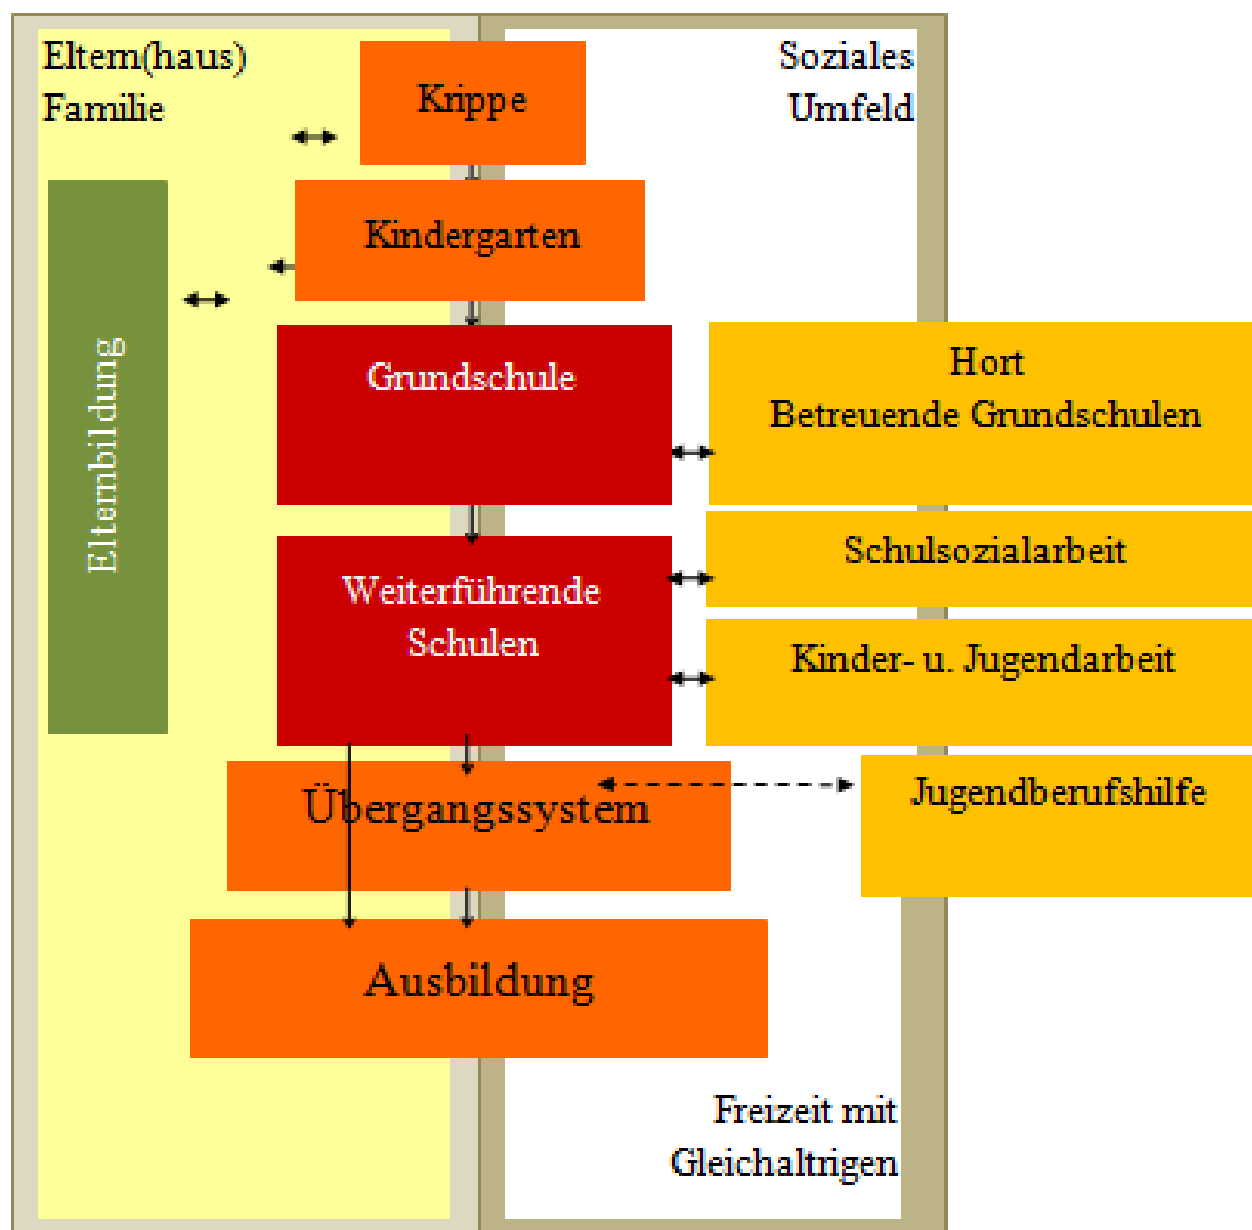 Eltern(haus)
Familie
Soziales
Umfeld
Krippe
Kindergarten
Elternbildung
Grundschule
Hort
Betreuende Grundschulen
Schulsozialarbeit
Weiterführende
Schulen
Kinder- u. Jugendarbeit
Übergangssystem
Jugendberufshilfe
Ausbildung
Freizeit mit
Gleichaltrigen